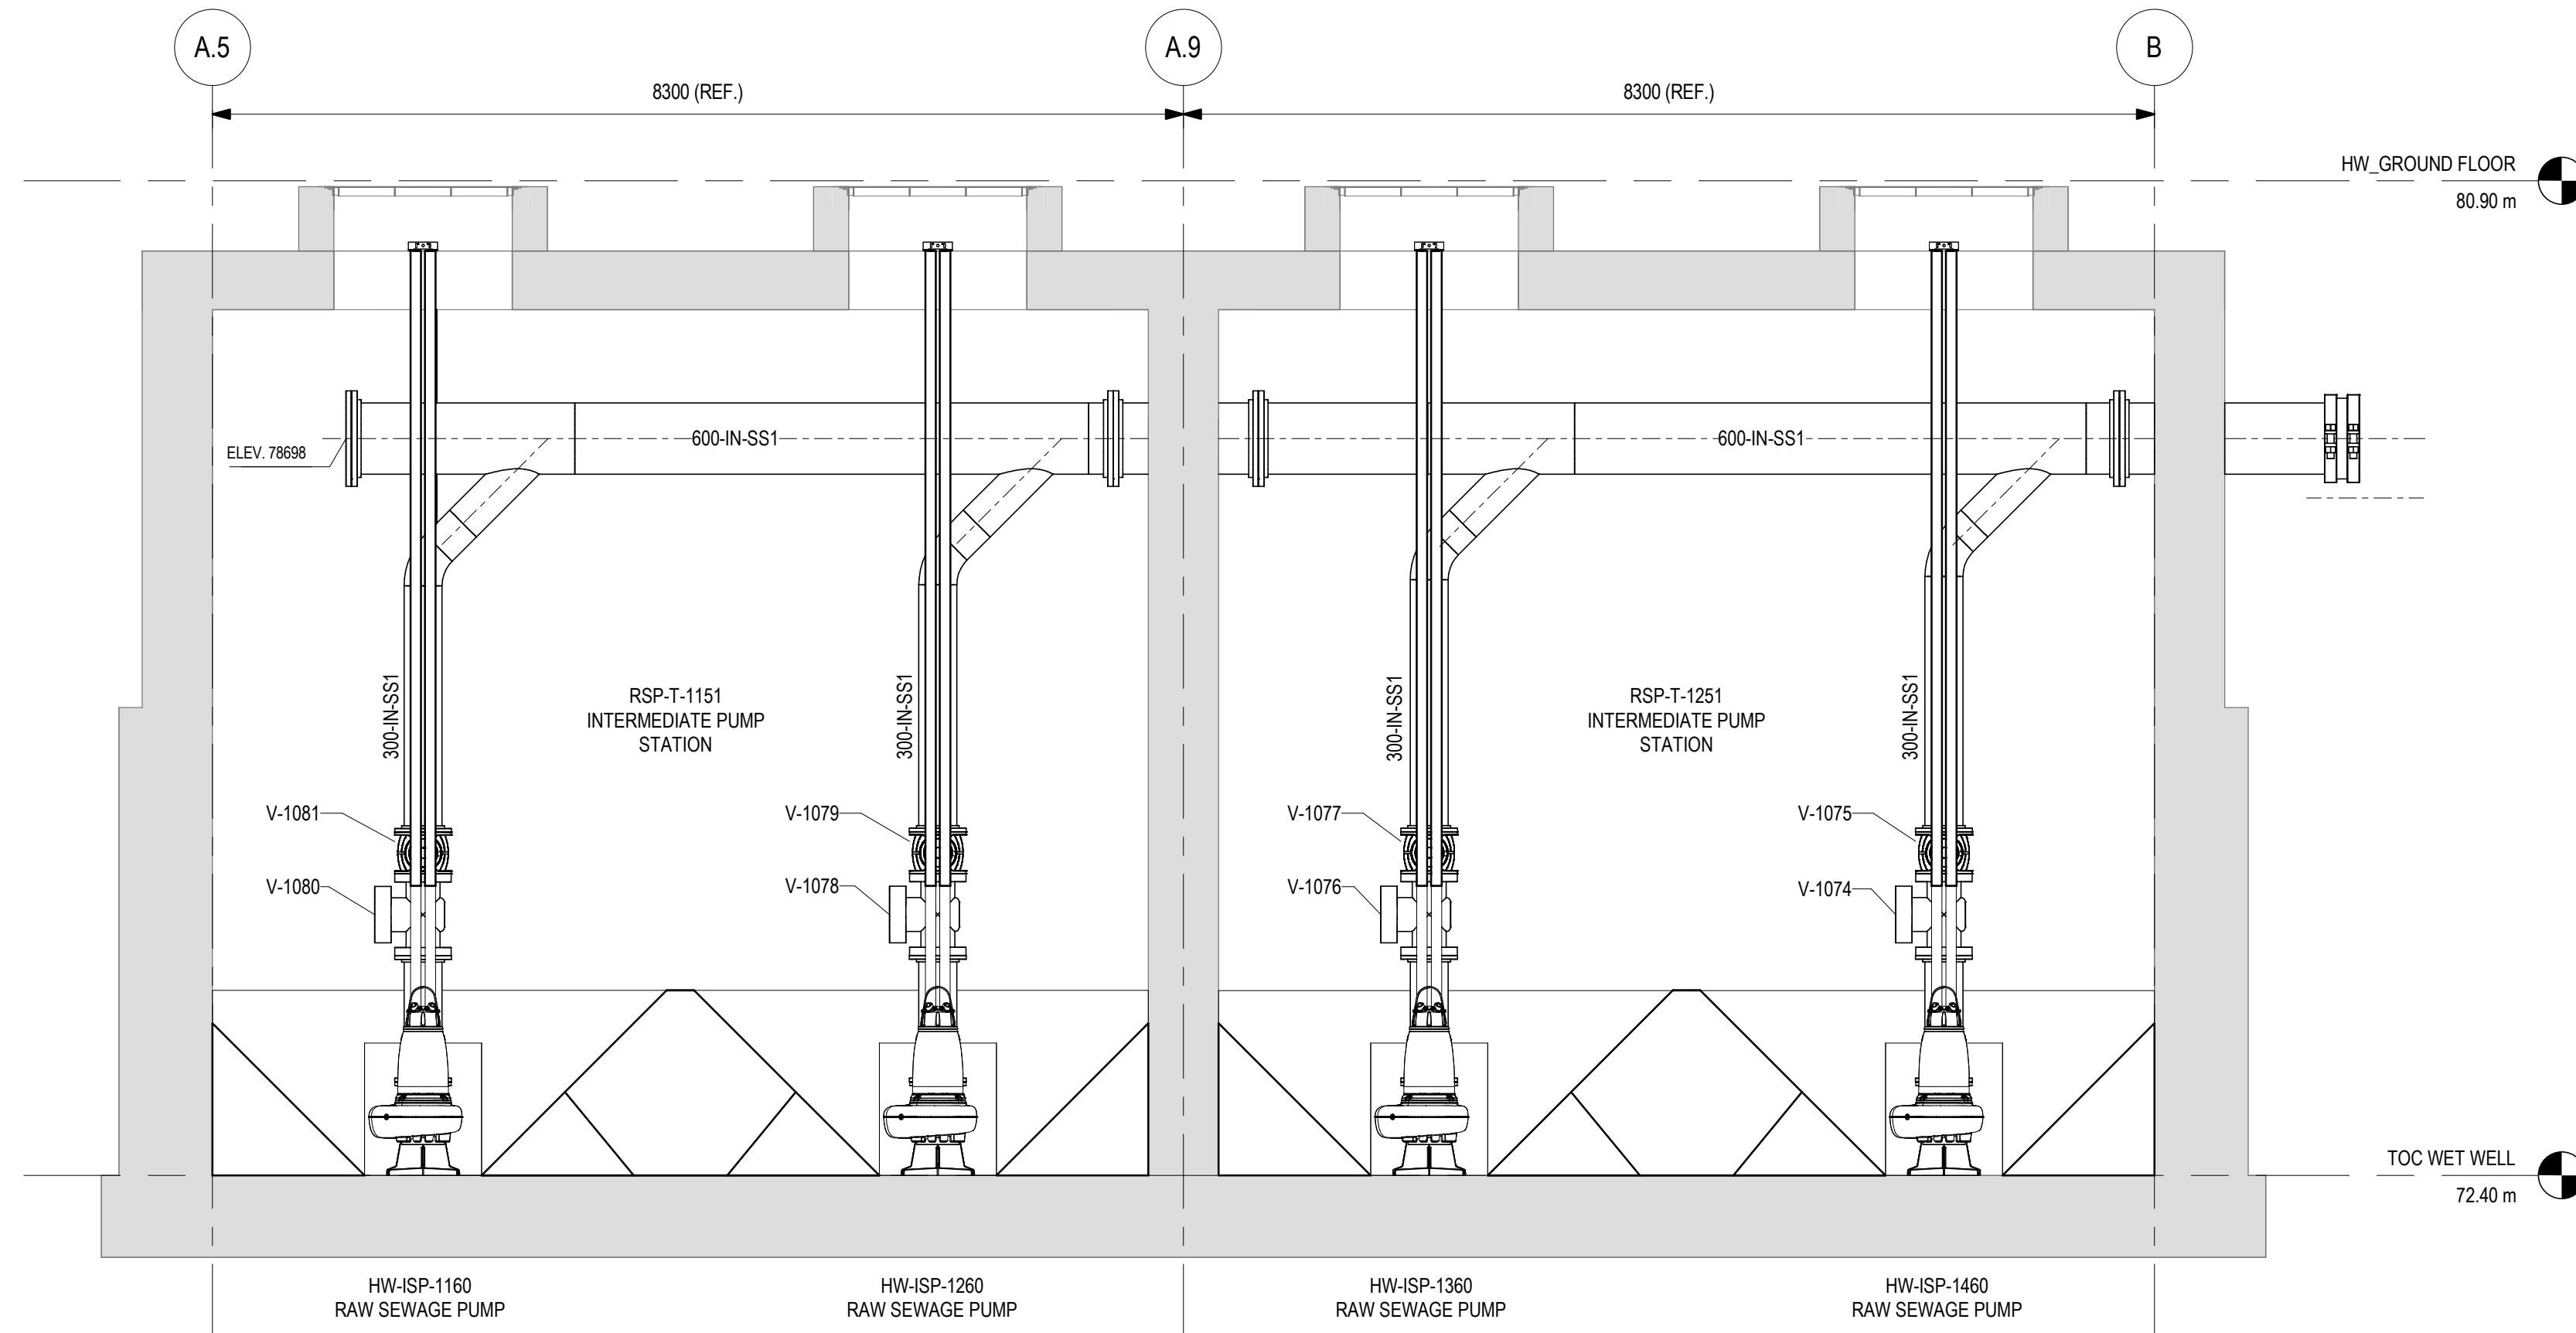 A.5
A.9
B
8300 (REF.)
8300 (REF.)
HW_GROUND FLOOR
80.90 m
600-IN-SS1
600-IN-SS1
ELEV. 78698
300-IN-SS1
RSP-T-1151
INTERMEDIATE PUMP
STATION
300-IN-SS1
300-IN-SS1
RSP-T-1251
INTERMEDIATE PUMP
STATION
300-IN-SS1
V-1081
V-1079
V-1077
V-1075
V-1080
V-1078
V-1076
V-1074
TOC WET WELL
72.40 m
HW-ISP-1160
RAW SEWAGE PUMP
HW-ISP-1260
RAW SEWAGE PUMP
HW-ISP-1360
RAW SEWAGE PUMP
HW-ISP-1460
RAW SEWAGE PUMP